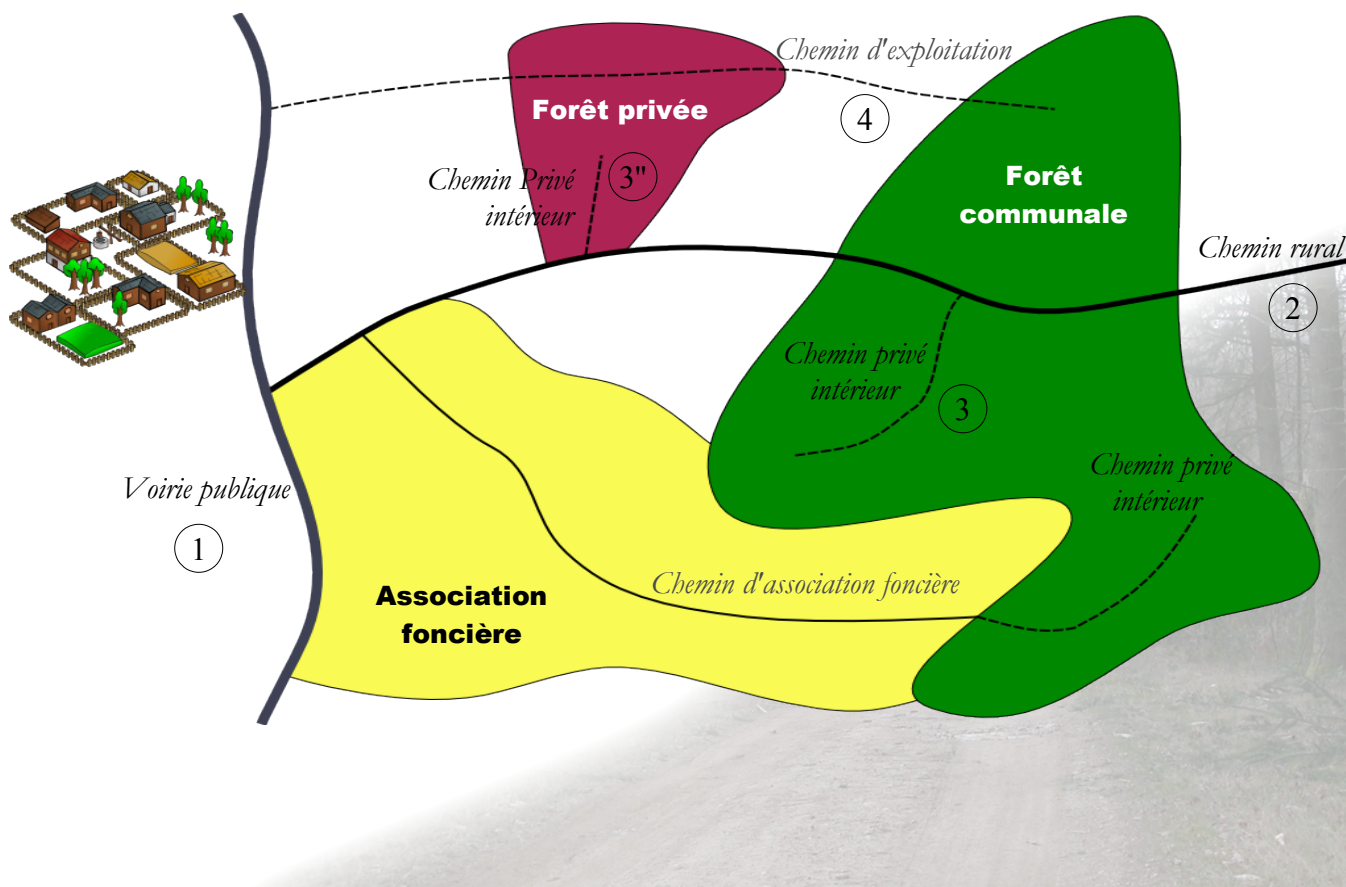 Chemin d'exploitation
4
Forêt privée
3"
Chemin Privé
intérieur
Forêt
communale
Chemin rural
2
Chemin privé
intérieur
3
Chemin privé
intérieur
Voirie publique
1
Chemin d'association foncière
Association
foncière